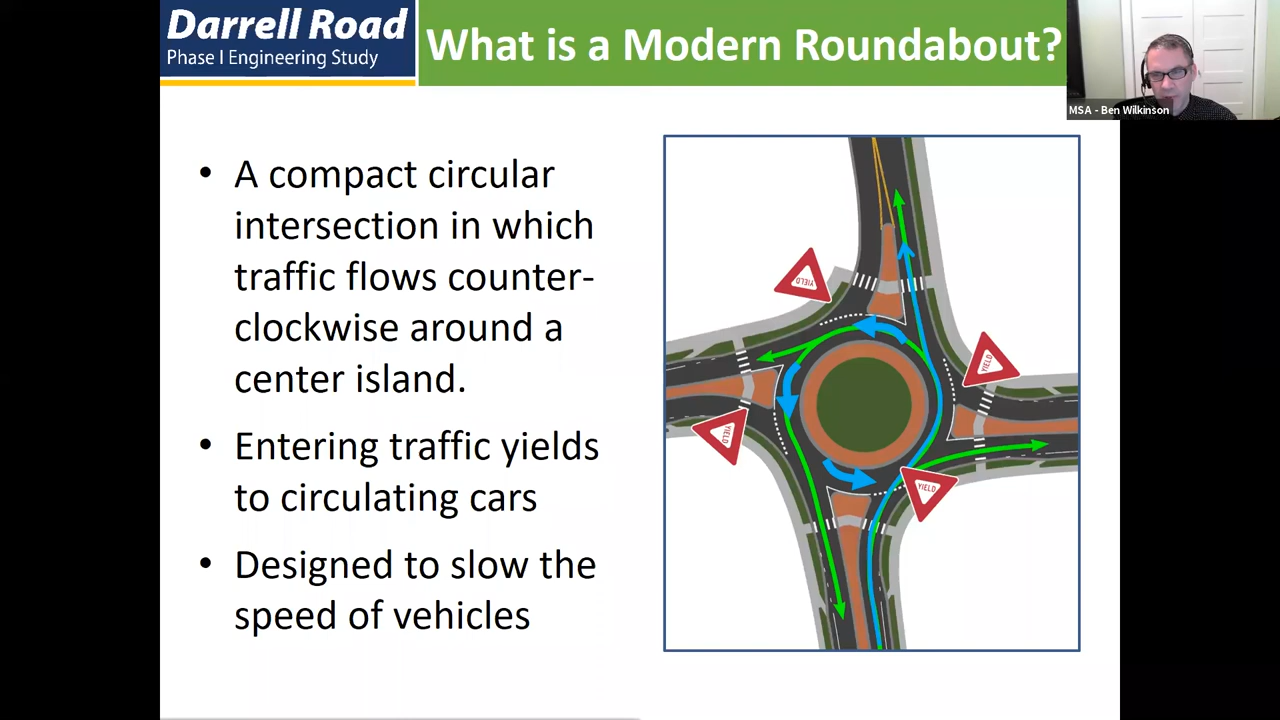 Darrell Road
Phase I Engineering Study
What is a Modern Roundabout?
MSA - Ben Wilkinson
• A compact circular
intersection in which
traffic flows counter-
clockwise around a
center island.
• Entering traffic yields
to circulating cars
• Designed to slow the
speed of vehicles
YIELD
YIELD
YIELD
YIELD